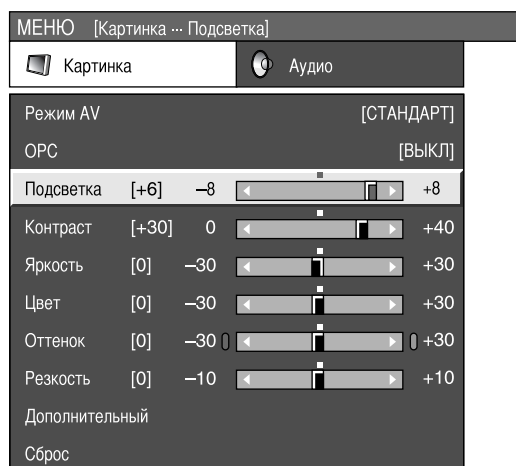 МЕНЮ [Картинка ··· Подсветка]
Картинка Аудио
Режим AV [СТАНДАРТ]
OPC [ВЫКЛ]
Подсветка [+6] –8 +8
Контраст [+30] 0 +40
Яркость [0] –30 +30
Цвет [0] –30 +30
Оттенок [0] –30 +30
Резкость [0] –10 +10
Дополнительный
Сброс